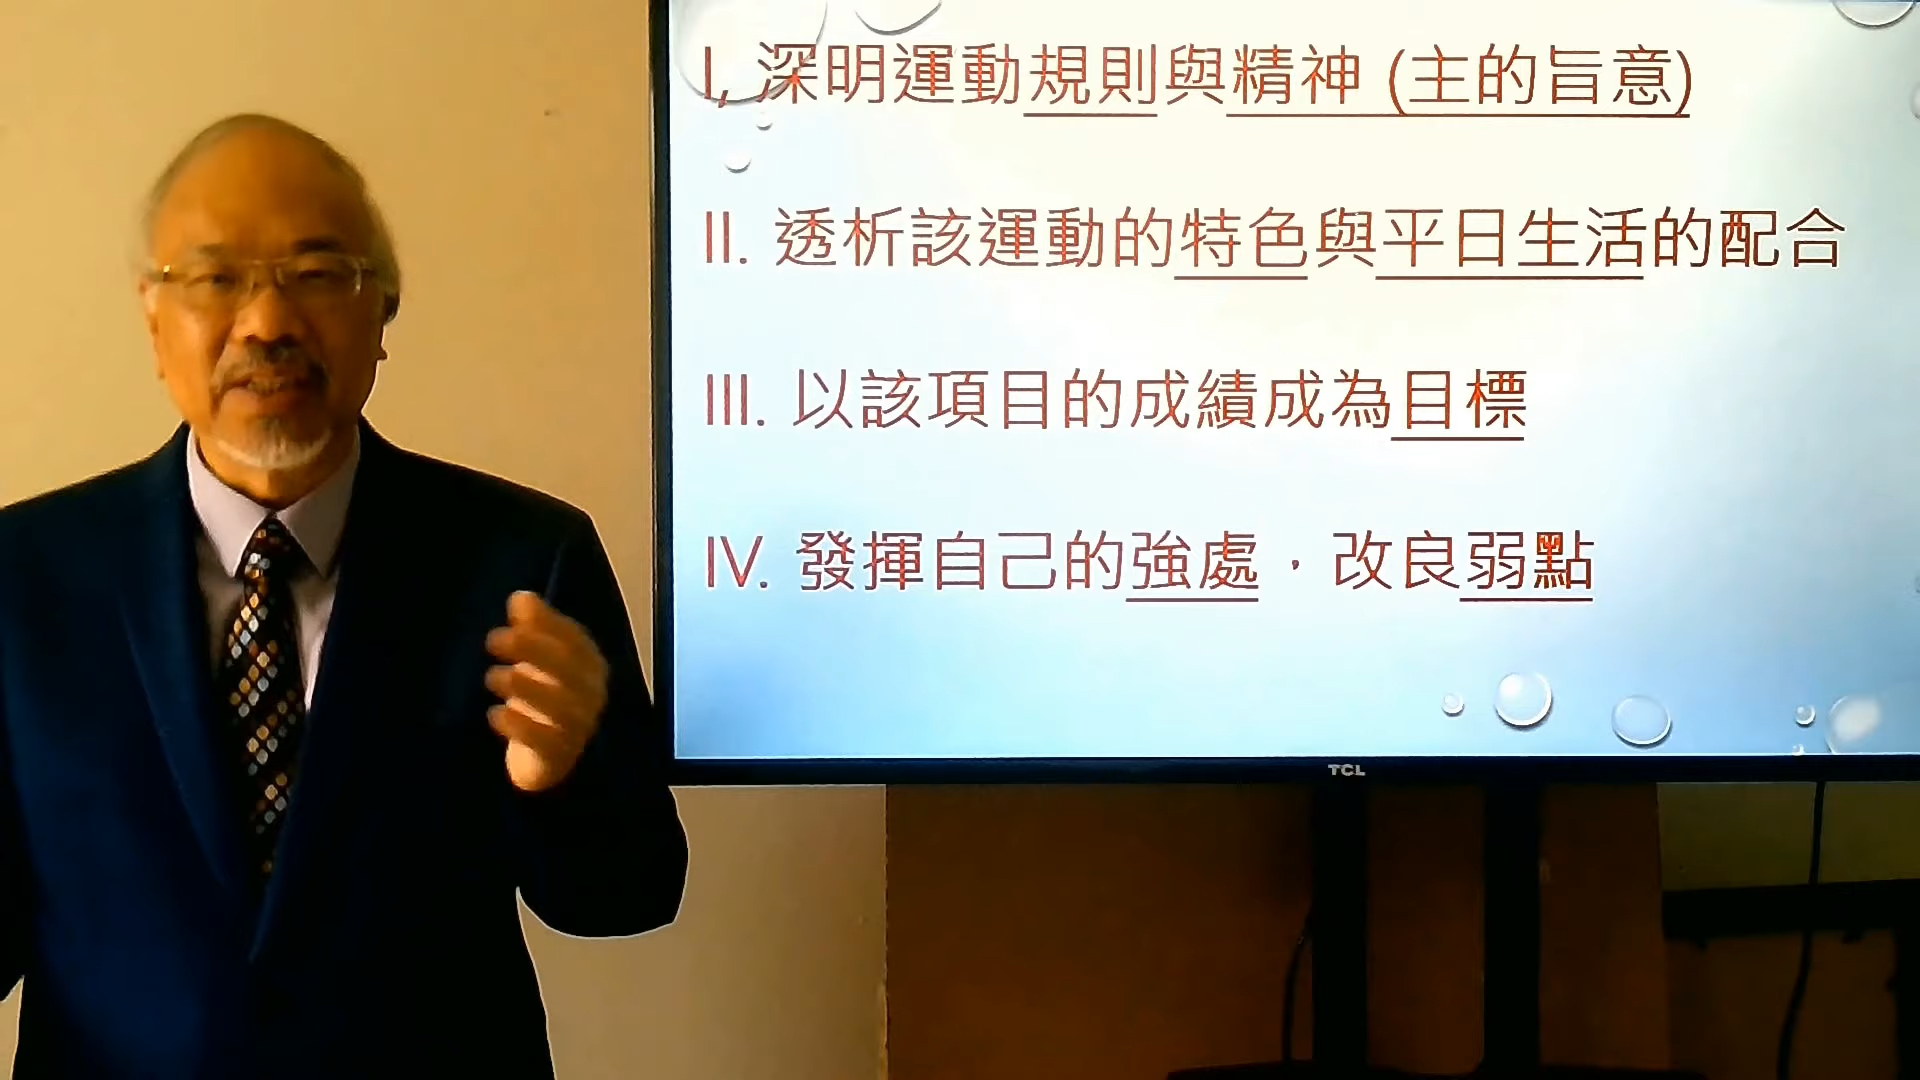 I, 深明運動規則與精神 (主的旨意)
II. 透析該運動的特色與平日生活的配合
III. 以該項目的成績成為目標
IV. 發揮自己的強處，改良弱點
TCL